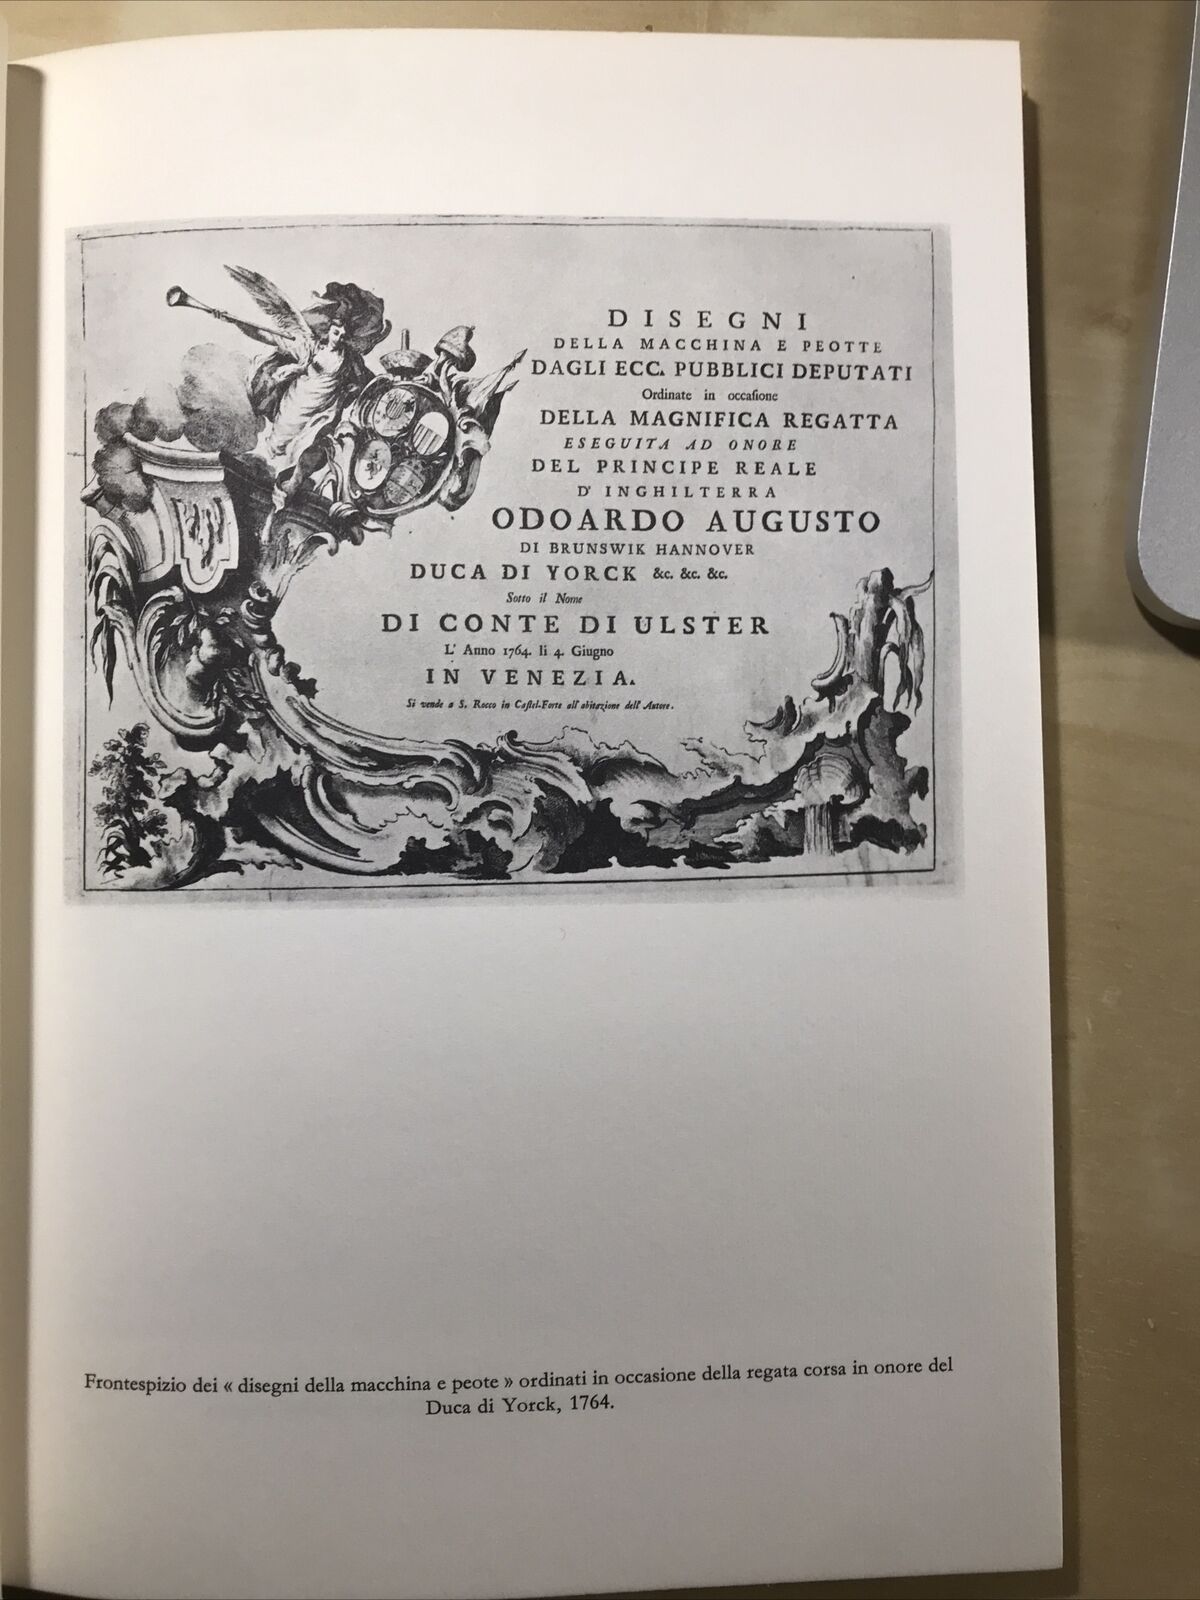 DISEGNI
DELLA MACCHINA E PEOTTE
DAGLI ECC. PUBBLICI DEPUTATI
Ordinate in occasione
DELLA MAGNIFICA REGATTA
ESEGUITA AD ONORE
DEL PRINCIPE REALE
D' INGHILTERRA
ODOARDO AUGUSTO
DI BRUNSWIK HANNOVER
DUCA DI YORCK &c. &c. &c.
Sotto il Nome
DI CONTE DI ULSTER
L' Anno 1764. li 4. Giugno
IN VENEZIA.
Si vende a S. Rocco in Castel-Forte all' abitazione dell' Autore.
Frontespizio dei « disegni della macchina e peote » ordinati in occasione della regata corsa in onore del
Duca di Yorck, 1764.